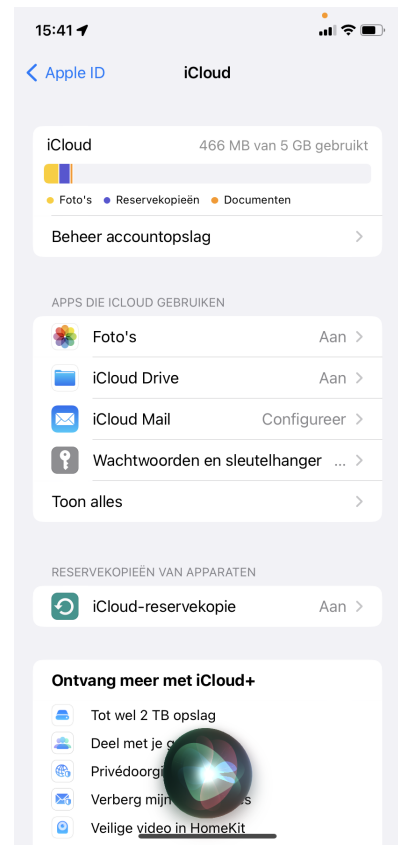 15:41
Apple ID
iCloud
iCloud 466 MB van 5 GB gebruikt
Foto's Reservekopieën Documenten
Beheer accountopslag
APPS DIE ICLOUD GEBRUIKEN
Foto's Aan
iCloud Drive Aan
iCloud Mail Configureer
Wachtwoorden en sleutelhanger ...
Toon alles
RESERVEKOPIEËN VAN APPARATEN
iCloud-reservekopie Aan
Ontvang meer met iCloud+
Tot wel 2 TB opslag
Deel met je
Verberg
Veilige video in HomeKit